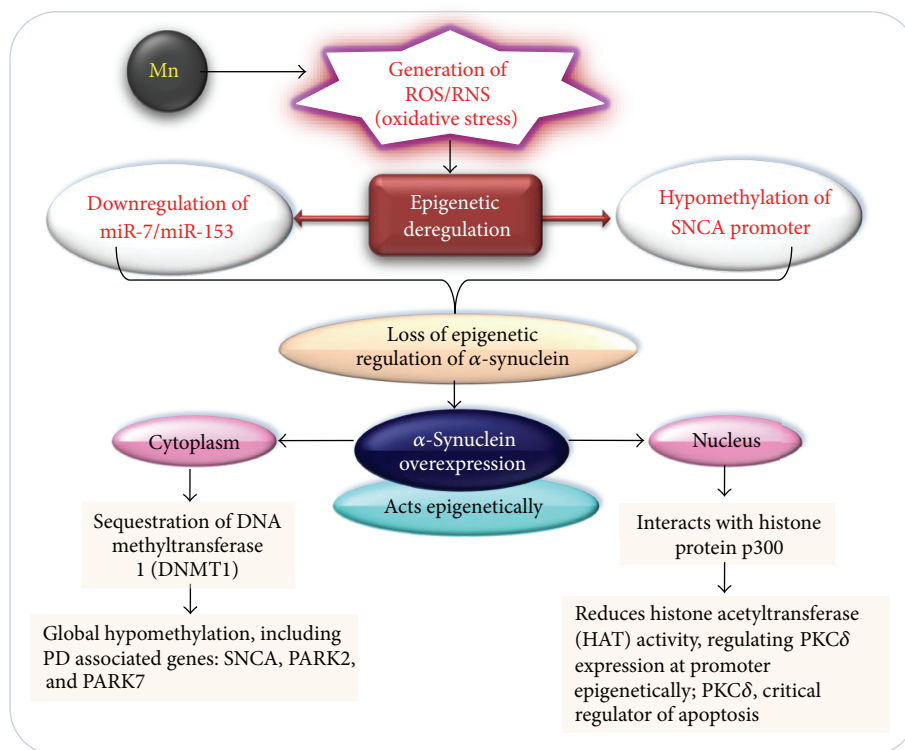 Mn
Generation of
ROS/RNS
(oxidative stress)
Downregulation of
miR-7/miR-153
Epigenetic
deregulation
Hypomethylation of
SNCA promoter
Loss of epigenetic
regulation of α-synuclein
Cytoplasm
α-Synuclein
overexpression
Nucleus
Acts epigenetically
Sequestration of DNA
methyltransferase
1 (DNMT1)
Interacts with histone
protein p300
Global hypomethylation, including
PD associated genes: SNCA, PARK2,
and PARK7
Reduces histone acetyltransferase
(HAT) activity, regulating PKCδ
expression at promoter
epigenetically; PKCδ, critical
regulator of apoptosis